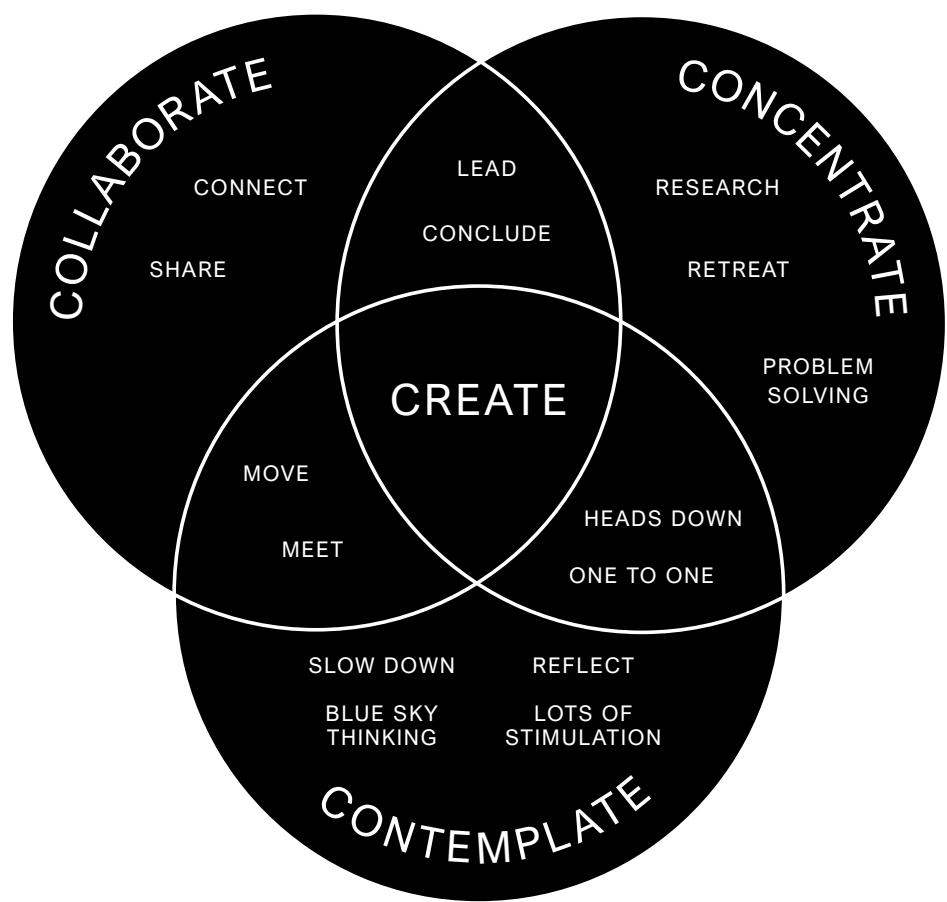 COLLABORATE
CONCENTRATE
LEAD
CONNECT
RESEARCH
CONCLUDE
SHARE
RETREAT
PROBLEM
SOLVING
CREATE
MOVE
HEADS DOWN
MEET
ONE TO ONE
SLOW DOWN
REFLECT
BLUE SKY
THINKING
LOTS OF
STIMULATION
CONTEMPLATE